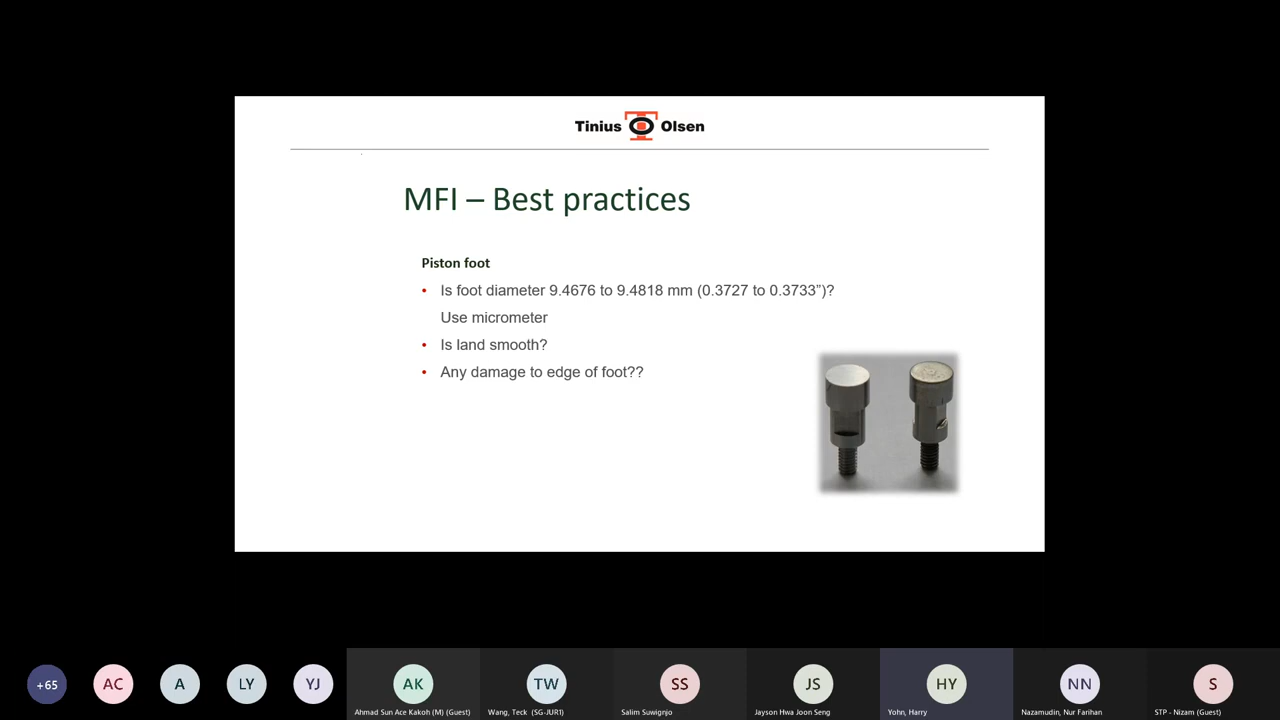 Tinius Olsen
MFI – Best practices
Piston foot
• Is foot diameter 9.4676 to 9.4818 mm (0.3727 to 0.3733”)?
Use micrometer
• Is land smooth?
• Any damage to edge of foot??
+65
AC
A
LY
YJ
AK
TW
SS
JS
HY
NN
S
Ahmad Sun Ace Kakoh (M) (Guest)
Wang, Teck (SG-JUR1)
Salim Suwignjo
Jayson Hwa Joon Seng
Yohn, Harry
Nazamudin, Nur Farihan
STP - Nizam (Guest)